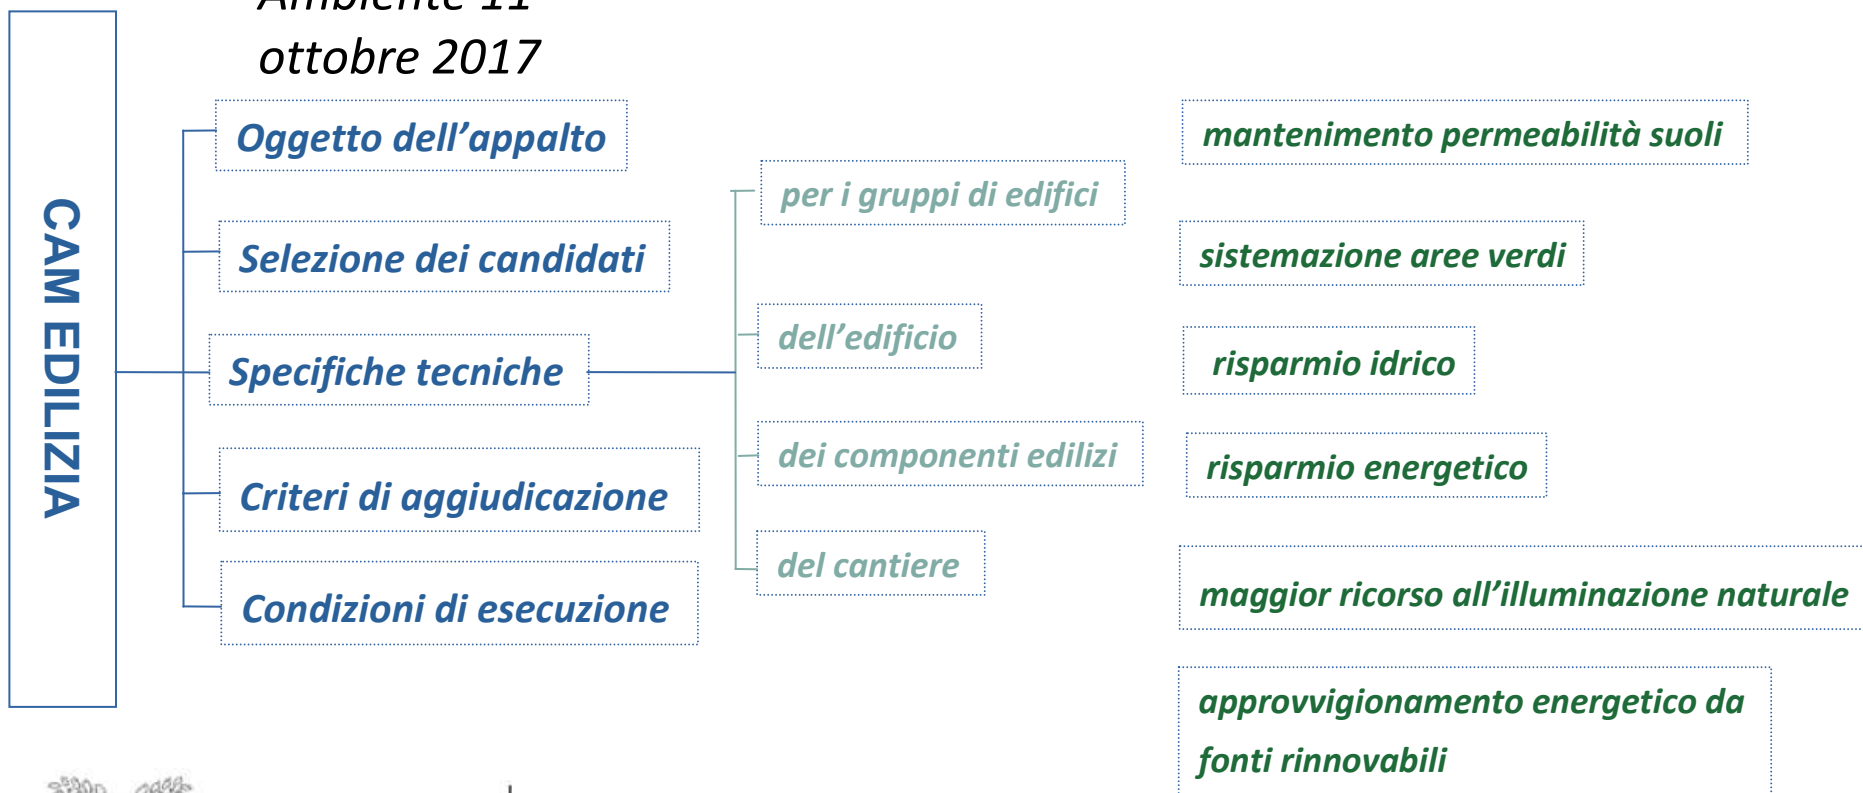 Ambiente 11
ottobre 2017
CAM EDILIZIA
Oggetto dell’appalto
Selezione dei candidati
Specifiche tecniche
Criteri di aggiudicazione
Condizioni di esecuzione
per i gruppi di edifici
dell’edificio
dei componenti edilizi
del cantiere
mantenimento permeabilità suoli
sistemazione aree verdi
risparmio idrico
risparmio energetico
maggior ricorso all’illuminazione naturale
approvvigionamento energetico da
fonti rinnovabili